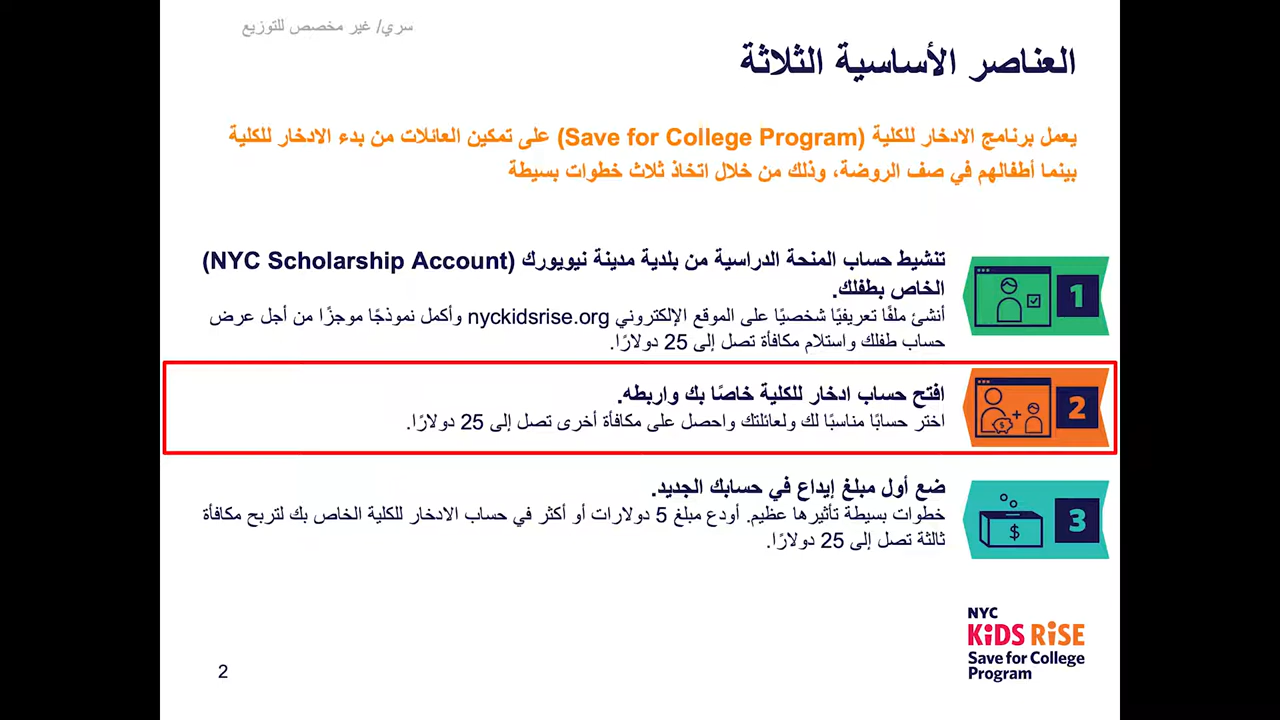 سري/ غير مخصص للتوزيع
العناصر الأساسية الثلاثة
يعمل برنامج الادخار للكلية (Save for College Program) على تمكين العائلات من بدء الادخار للكلية
بينما أطفالهم في صف الروضة، وذلك من خلال اتخاذ ثلاث خطوات بسيطة
1
تنشيط حساب المنحة الدراسية من بلدية مدينة نيويورك (NYC Scholarship Account)
الخاص بطفلك.
أنشئ ملفًا تعريفيًا شخصيًا على الموقع الإلكتروني nyckidsrise.org وأكمل نموذجًا موجزًا من أجل عرض
حساب طفلك واستلام مكافأة تصل إلى 25 دولارًا.
2
افتح حساب ادخار للكلية خاصًا بك واربطه.
اختر حسابًا مناسبًا لك ولعائلتك واحصل على مكافأة أخرى تصل إلى 25 دولارًا.
3
ضع أول مبلغ إيداع في حسابك الجديد.
خطوات بسيطة تأثيرها عظيم. أودع مبلغ 5 دولارات أو أكثر في حساب الادخار للكلية الخاص بك لتربح مكافأة
ثالثة تصل إلى 25 دولارًا.
NYC
KiDS RiSE
Save for College
Program
2